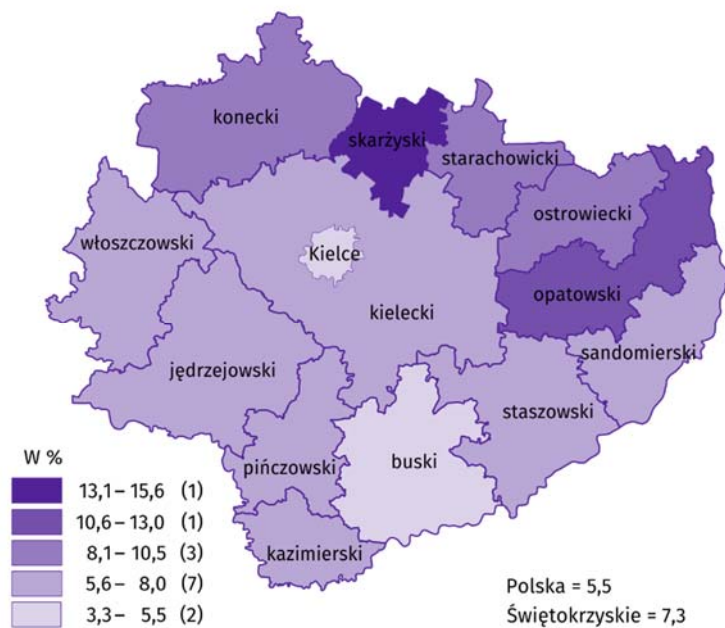 konecki
skarżyski
starachowicki
ostrowiecki
włoszczowski
Kielce
opatowski
kielecki
sandomierski
jędrzejowski
staszowski
pińczowski
buski
kazimierski
W %
13,1 – 15,6 (1)
10,6 – 13,0 (1)
8,1 – 10,5 (3)
5,6 – 8,0 (7)
3,3 – 5,5 (2)
Polska = 5,5
Świętokrzyskie = 7,3